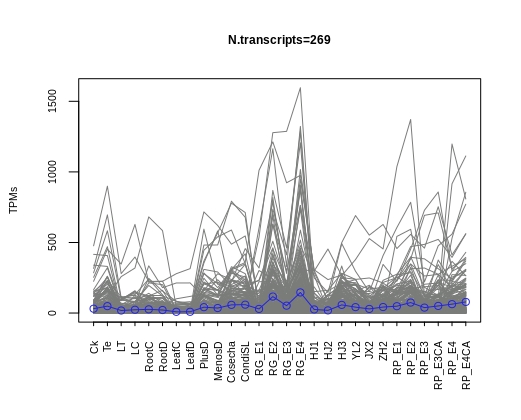 N.transcripts=269
TPMs
1500
1000
500
0
Ck
Te
LT
LC
RootC
RootD
LeafC
LeafD
PlusD
MenosD
Cosecha
CondiSL
RG_E1
RG_E2
RG_E3
RG_E4
HJ1
HJ2
HJ3
YL2
JX2
ZH2
RP_E1
RP_E2
RP_E3
RP_E3CA
RP_E4
RP_E4CA